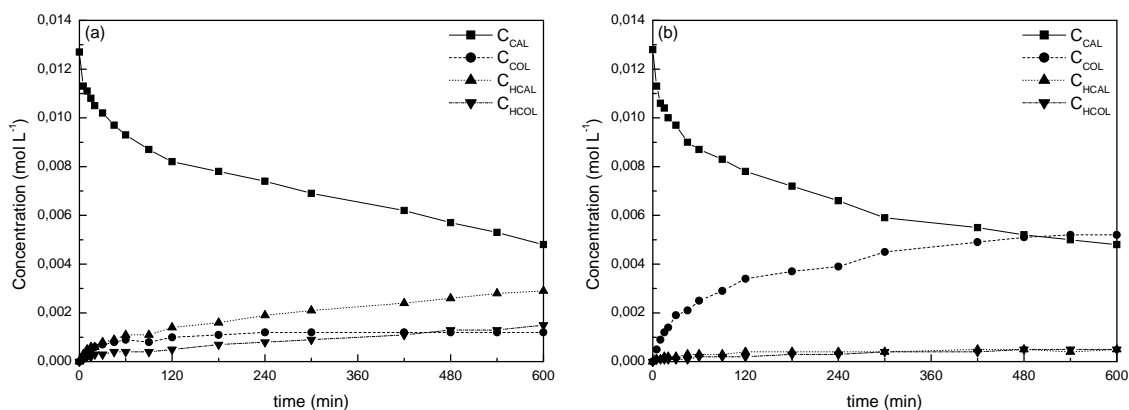 0,014
(a)
C_CAL
C_COL
C_HCAL
C_HCOL
0,012
0,010
0,008
0,006
0,004
0,002
0,000
Concentration (mol L⁻¹)
0 120 240 360 480 600
time (min)
0,014
(b)
C_CAL
C_COL
C_HCAL
C_HCOL
0,012
0,010
0,008
0,006
0,004
0,002
0,000
Concentration (mol L⁻¹)
0 120 240 360 480 600
time (min)